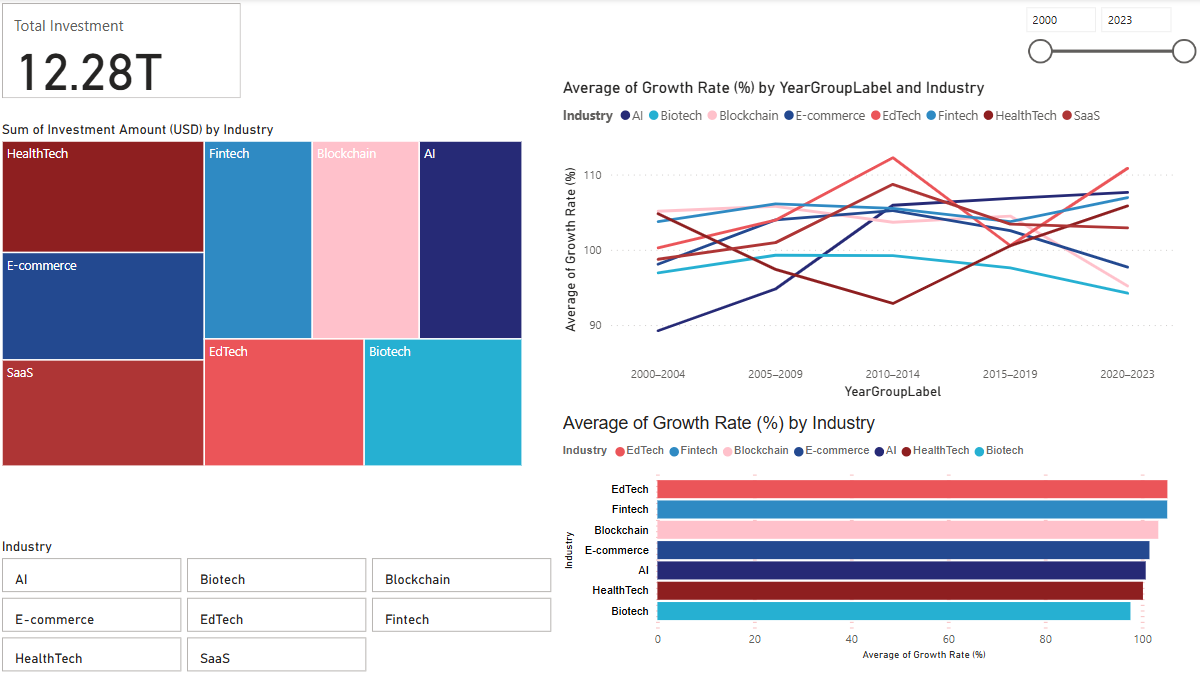 Total Investment
12.28T
2000 2023
Sum of Investment Amount (USD) by Industry
HealthTech
Fintech
Blockchain
AI
E-commerce
SaaS
EdTech
Biotech
Average of Growth Rate (%) by YearGroupLabel and Industry
Industry AI Biotech Blockchain E-commerce EdTech Fintech HealthTech SaaS
Average of Growth Rate (%)
110
100
90
2000–2004 2005–2009 2010–2014 2015–2019 2020–2023
YearGroupLabel
Average of Growth Rate (%) by Industry
Industry EdTech Fintech Blockchain E-commerce AI HealthTech Biotech
Industry
EdTech
Fintech
Blockchain
E-commerce
AI
HealthTech
Biotech
0 20 40 60 80 100
Average of Growth Rate (%)
Industry
AI Biotech Blockchain
E-commerce EdTech Fintech
HealthTech SaaS